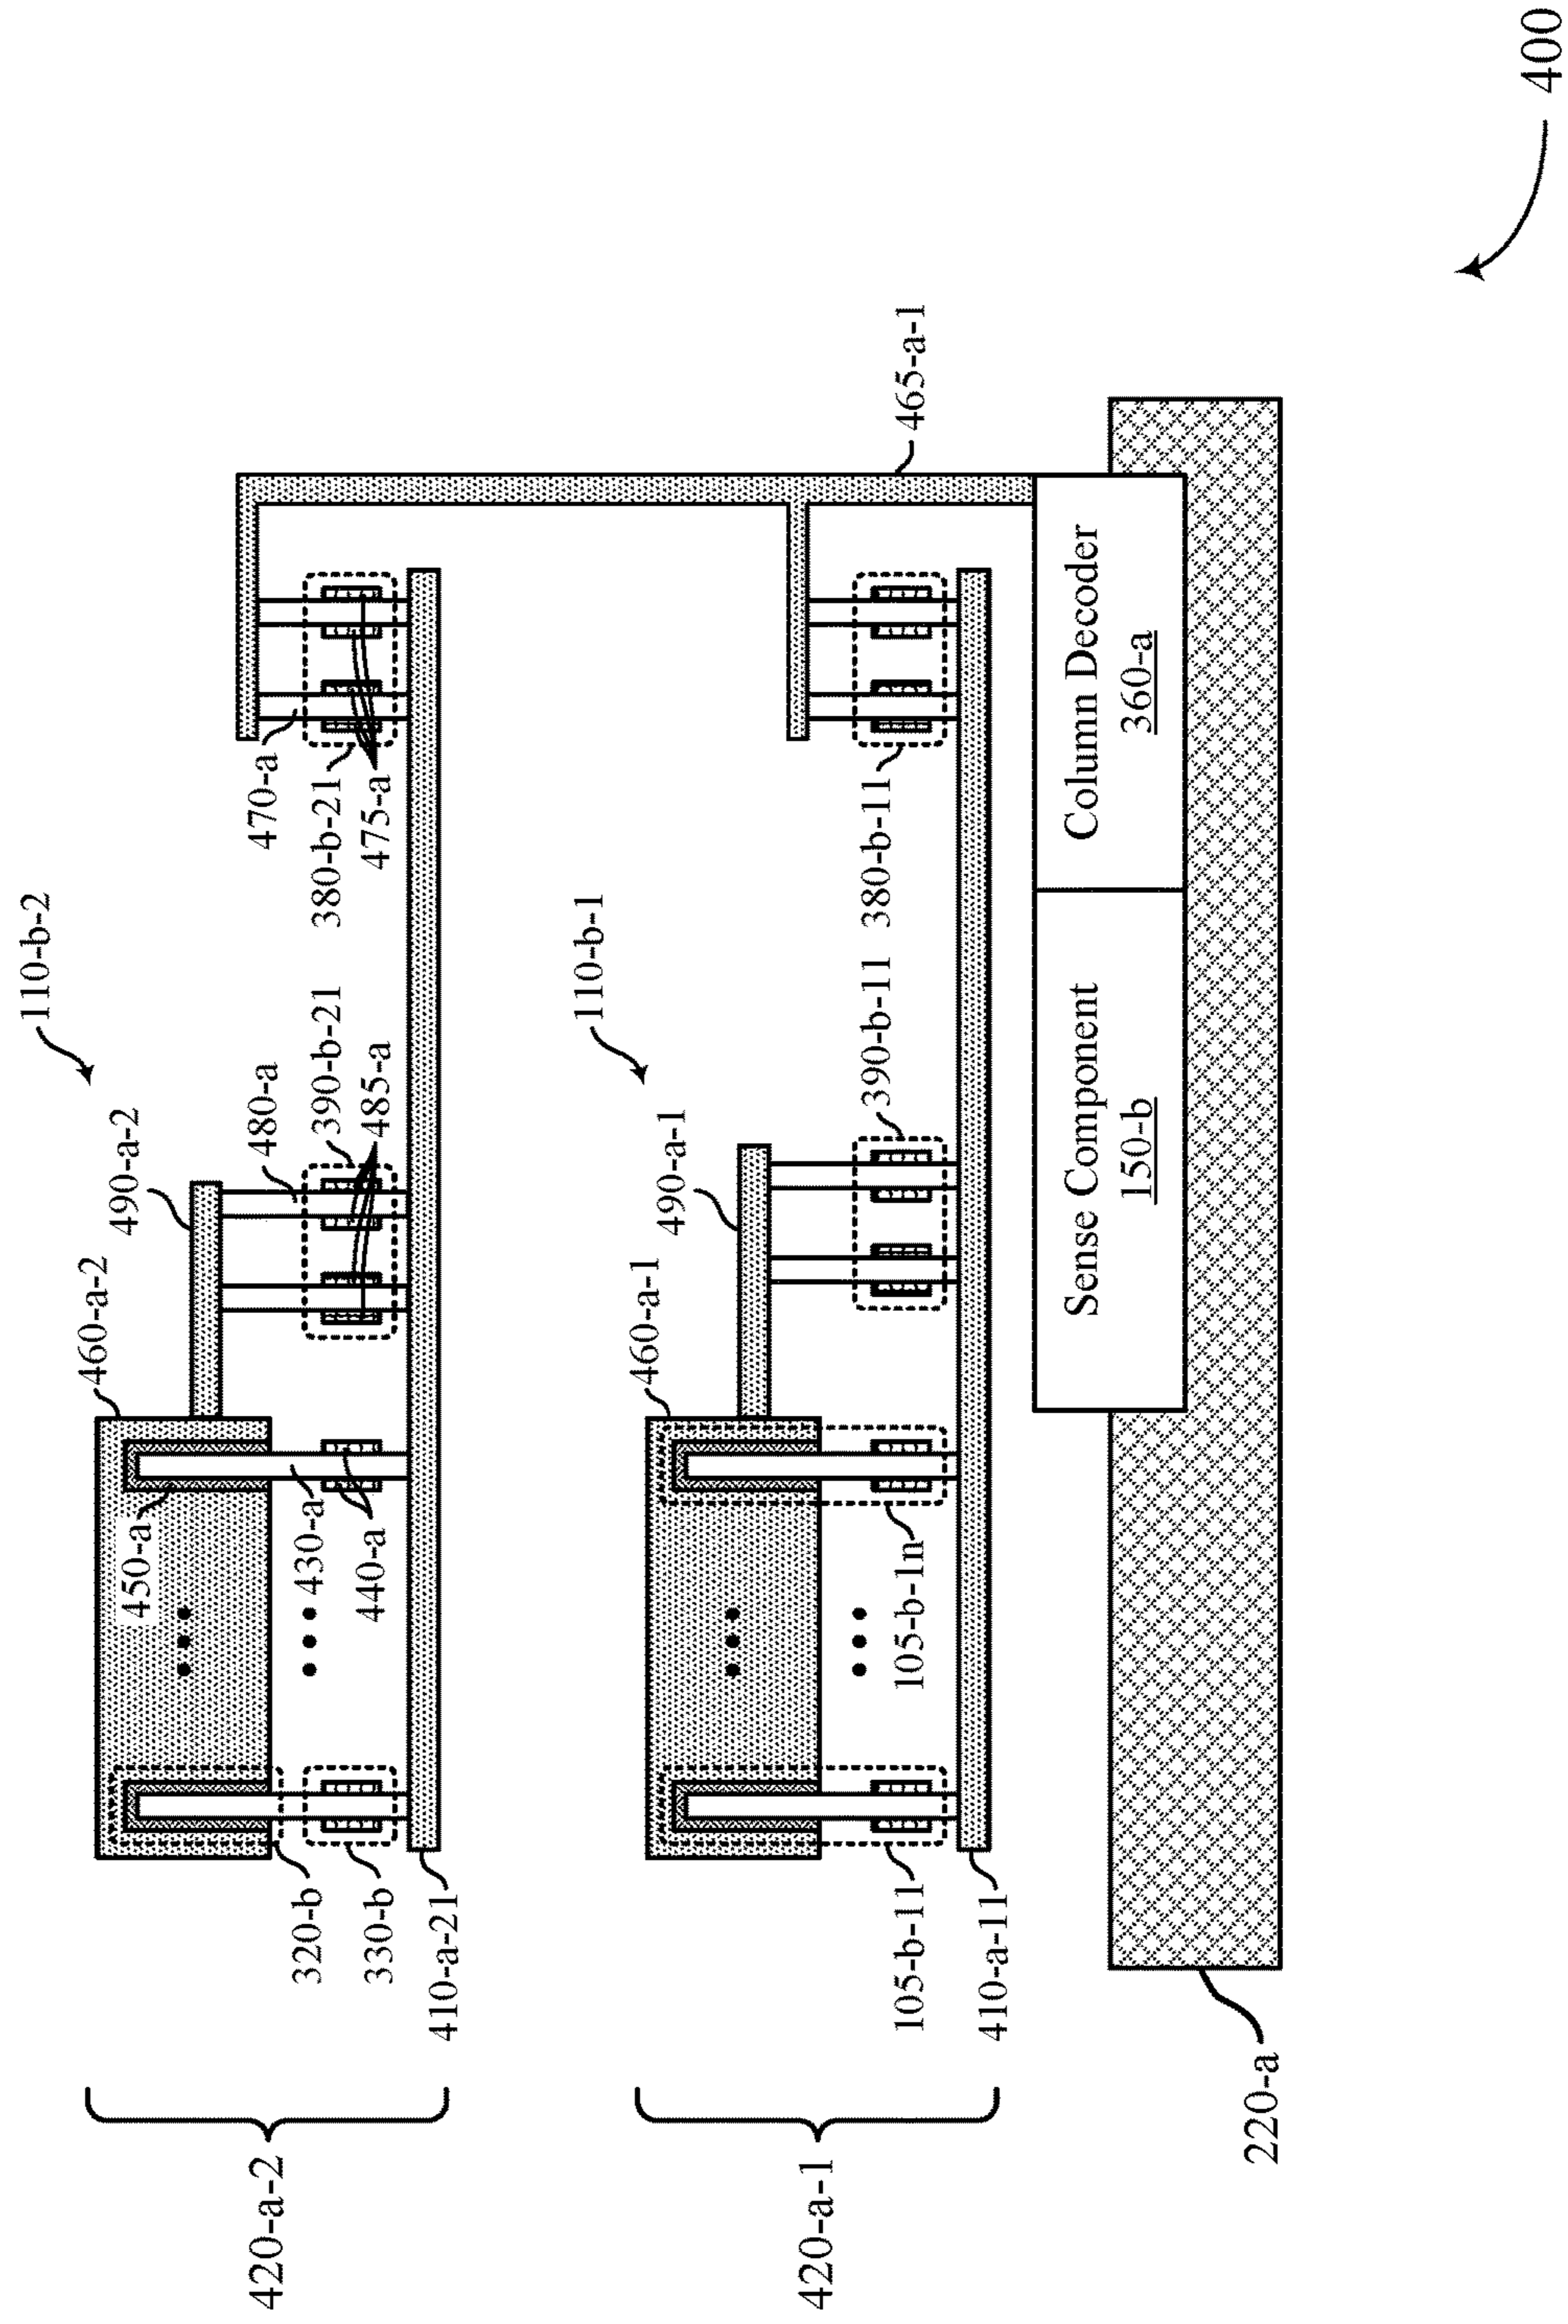 110-b-2
460-a-2
490-a-2
480-a
390-b-21
485-a
470-a
380-b-21
475-a
450-a
430-a
440-a
320-b
330-b
410-a-21
420-a-2
110-b-1
460-a-1
490-a-1
390-b-11
380-b-11
465-a-1
105-b-1n
105-b-11
410-a-11
420-a-1
Sense Component
150-b
Column Decoder
360-a
220-a
400